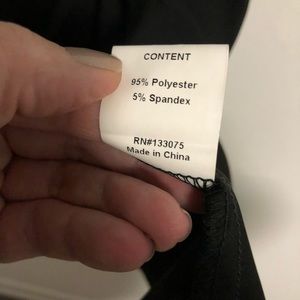 CONTENT
95% Polyester
5% Spandex
RN#133075
Made in China